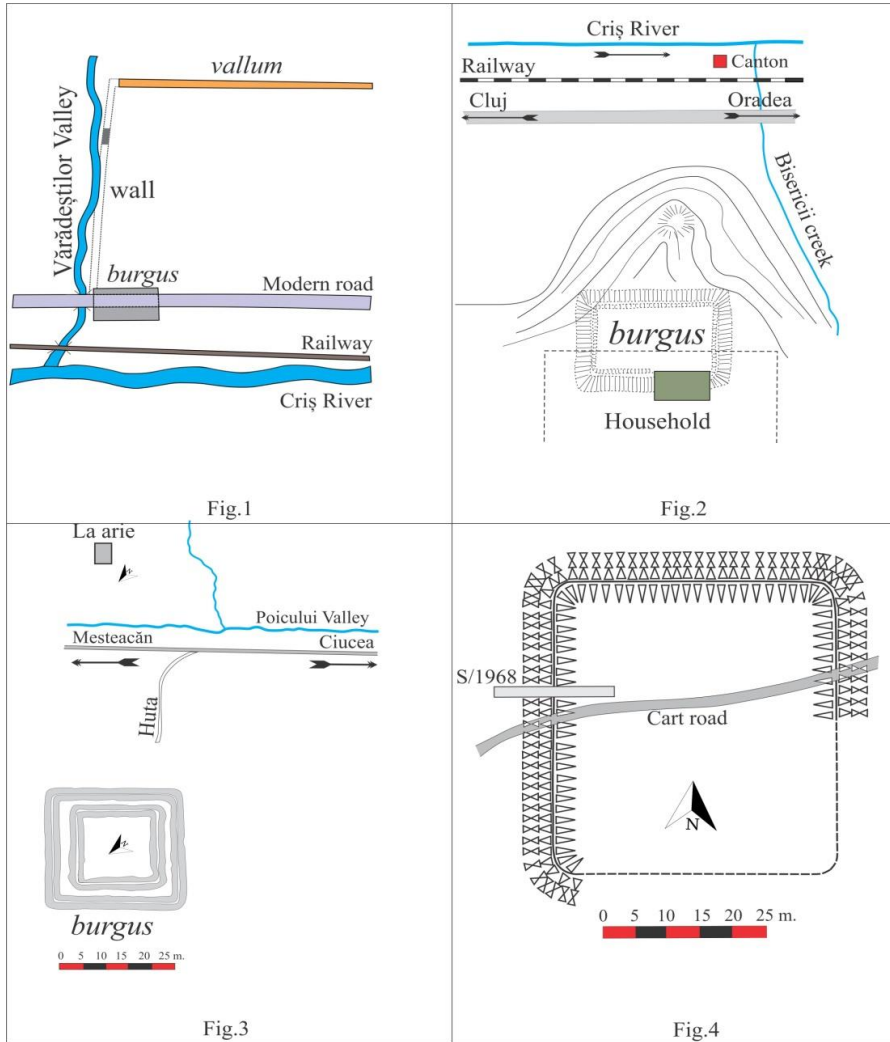 vallum
Vărădeștilor Valley
wall
burgus
Modern road
Railway
Criș River
Fig.1
Criș River
Canton
Railway
Cluj
Oradea
Bisericii creek
burgus
Household
Fig.2
La arie
N
Poicului Valley
Mesteacăn
Ciucea
Huta
N
burgus
0 5 10 15 20 25 m.
Fig.3
S/1968
Cart road
N
0 5 10 15 20 25 m.
Fig.4